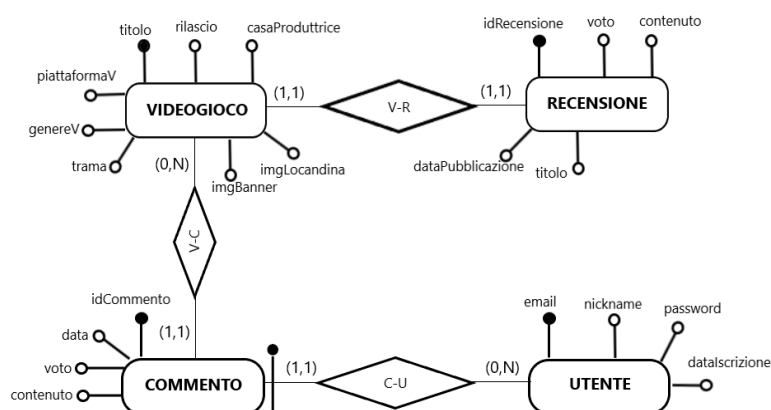 titolo
rilascio
casaProduttrice
piattaformaV
genereV
trama
VIDEOGIOCO
imgBanner
imgLocandina
(1,1)
V-R
(1,1)
idRecensione
voto
contenuto
RECENSIONE
dataPubblicazione
titolo
(0,N)
V-C
(1,1)
idCommento
data
voto
contenuto
COMMENTO
(1,1)
C-U
(0,N)
email
nickname
password
dataIscrizione
UTENTE